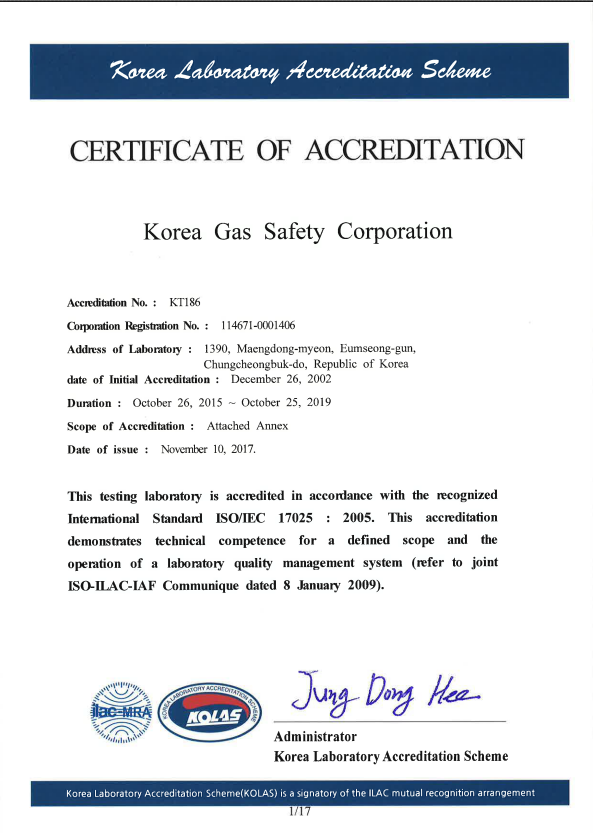 Korea Laboratory Accreditation Scheme
CERTIFICATE OF ACCREDITATION
Korea Gas Safety Corporation
Accreditation No. : KT186
Corporation Registration No. : 114671-0001406
Address of Laboratory : 1390, Maengdong-myeon, Eumseong-gun,
Chungcheongbuk-do, Republic of Korea
date of Initial Accreditation : December 26, 2002
Duration : October 26, 2015 ~ October 25, 2019
Scope of Accreditation : Attached Annex
Date of issue : November 10, 2017.
This testing laboratory is accredited in accordance with the recognized
International Standard ISO/IEC 17025 : 2005. This accreditation
demonstrates technical competence for a defined scope and the
operation of a laboratory quality management system (refer to joint
ISO-ILAC-IAF Communique dated 8 January 2009).
ilac-MRA
KOREA LABORATORY ACCREDITATION SCHEME
KOLAS
Jung Dong Hee
Administrator
Korea Laboratory Accreditation Scheme
Korea Laboratory Accreditation Scheme(KOLAS) is a signatory of the ILAC mutual recognition arrangement
1/17